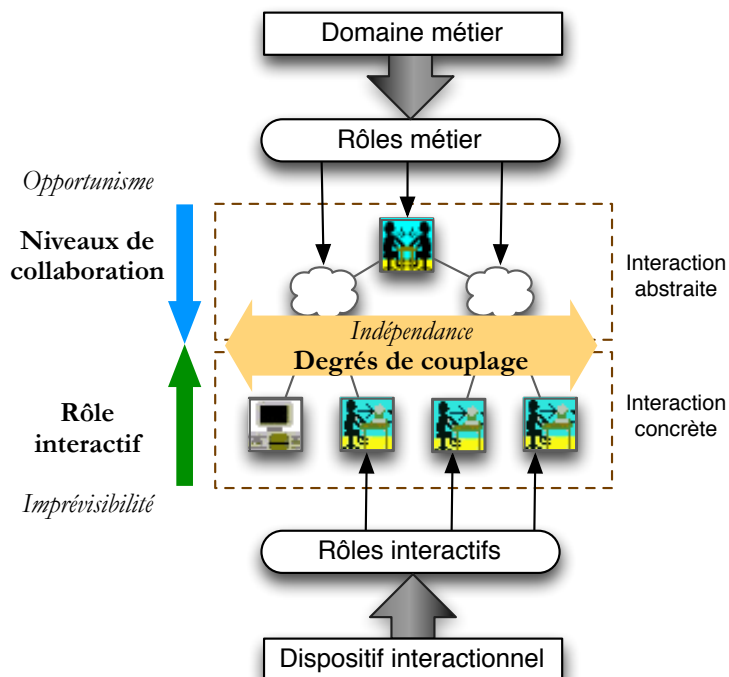 Domaine métier
Rôles métier
Opportunisme
Niveaux de
collaboration
Interaction
abstraite
Indépendance
Degrés de couplage
Rôle
interactif
Interaction
concrète
Imprévisibilité
Rôles interactifs
Dispositif interactionnel